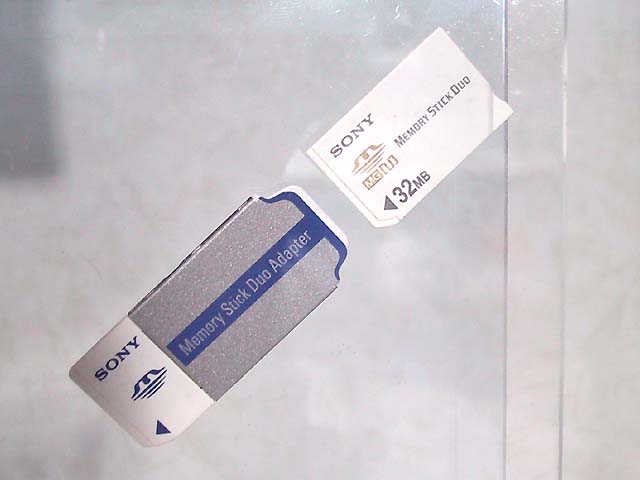 SONY
MEMORY STICK DUO
MG
32MB
Memory Stick Duo Adapter
SONY